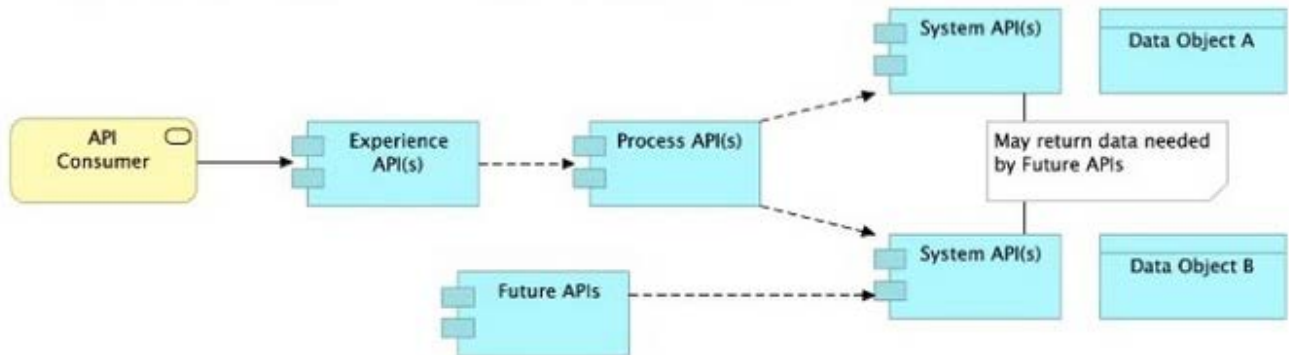 System API(s)
Data Object A
API
Consumer
Experience
API(s)
Process API(s)
May return data needed
by Future APIs
System API(s)
Data Object B
Future APIs